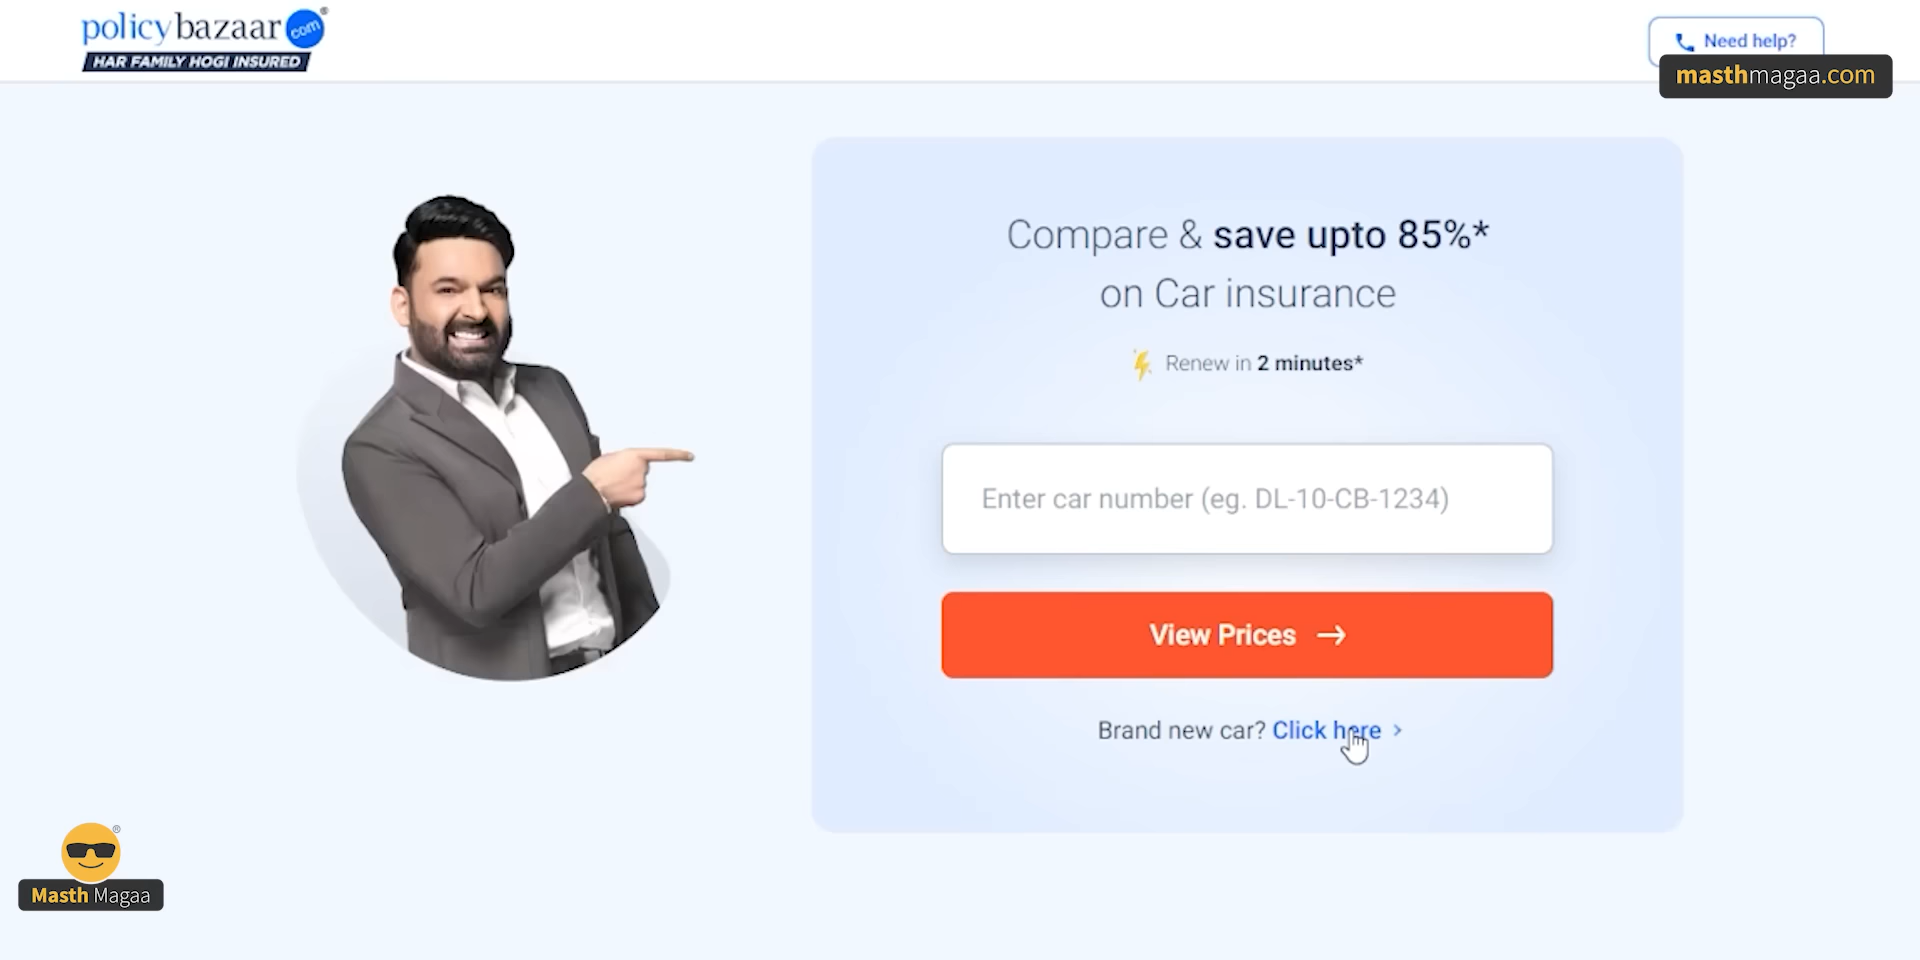 policybazaar com®
HAR FAMILY HOGI INSURED
Need help?
masthmagaa.com
Compare & save upto 85%*
on Car insurance
Renew in 2 minutes*
Enter car number (eg. DL-10-CB-1234)
View Prices →
Brand new car? Click here >
®
Masth Magaa